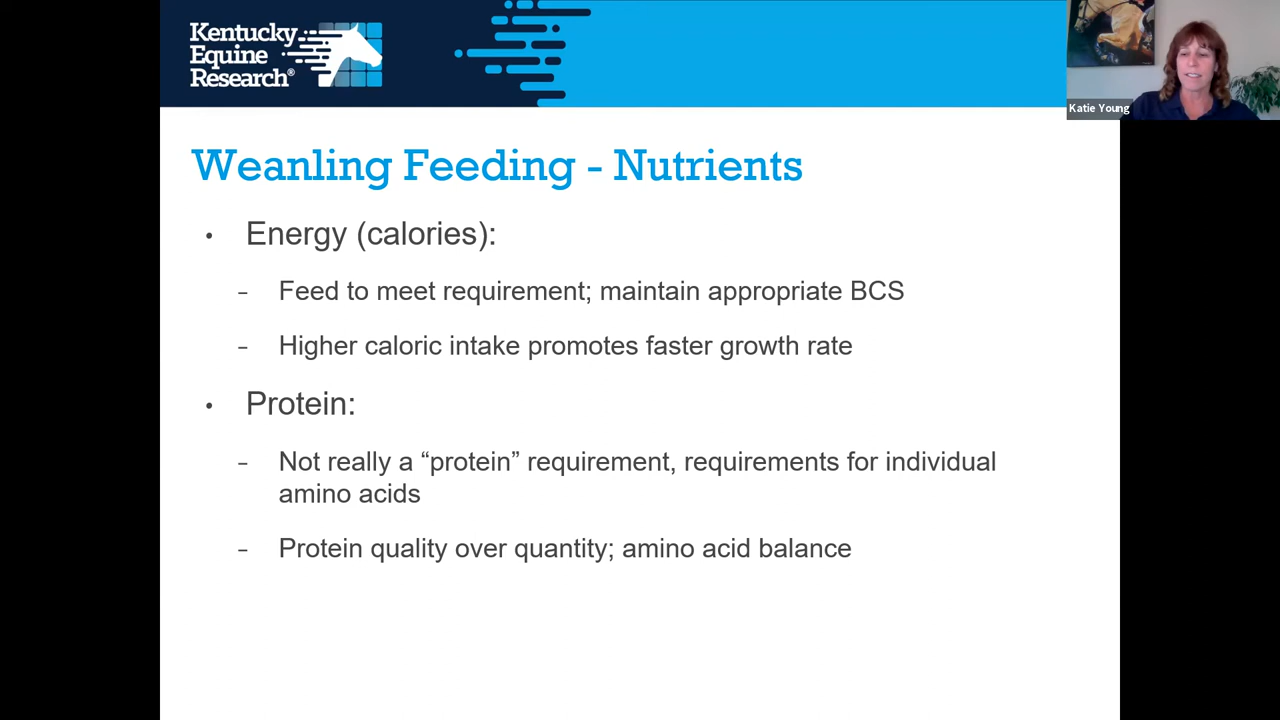 Kentucky
Equine
Research®
Katie Young
Weanling Feeding - Nutrients
• Energy (calories):
– Feed to meet requirement; maintain appropriate BCS
– Higher caloric intake promotes faster growth rate
• Protein:
– Not really a “protein” requirement, requirements for individual
amino acids
– Protein quality over quantity; amino acid balance